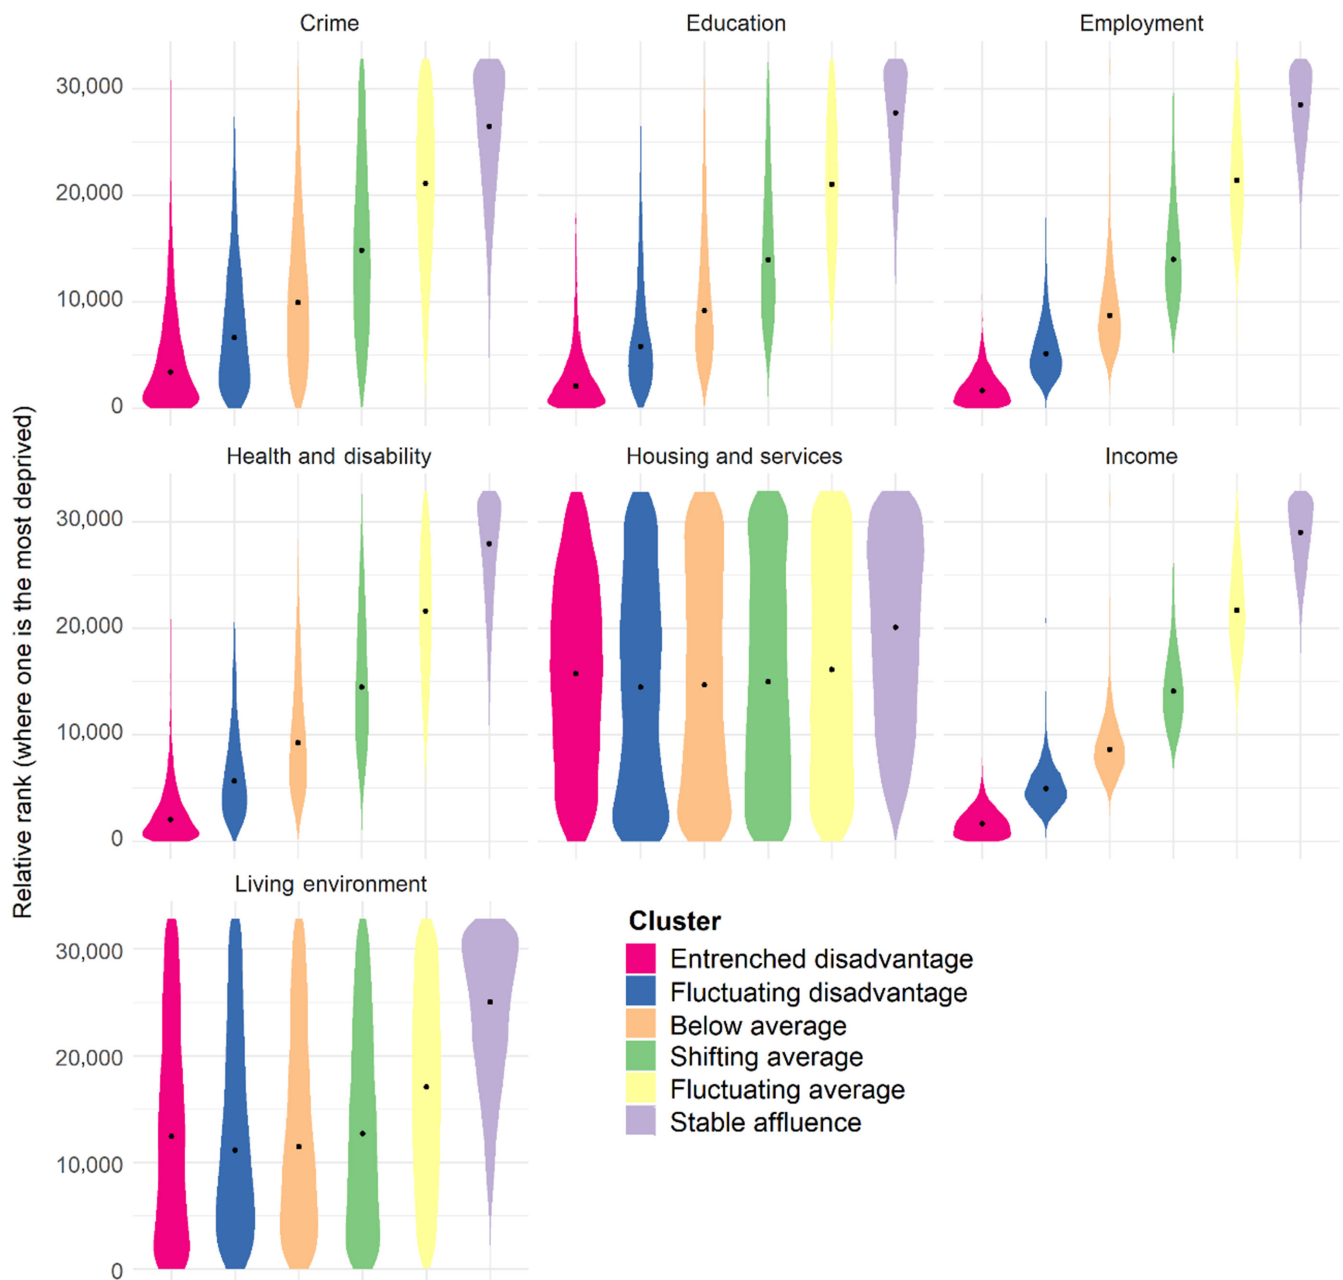 Crime
Education
Employment
30,000
20,000
10,000
0
Health and disability
Housing and services
Income
30,000
20,000
10,000
0
Living environment
30,000
20,000
10,000
0
Relative rank (where one is the most deprived)
Cluster
Entrenched disadvantage
Fluctuating disadvantage
Below average
Shifting average
Fluctuating average
Stable affluence